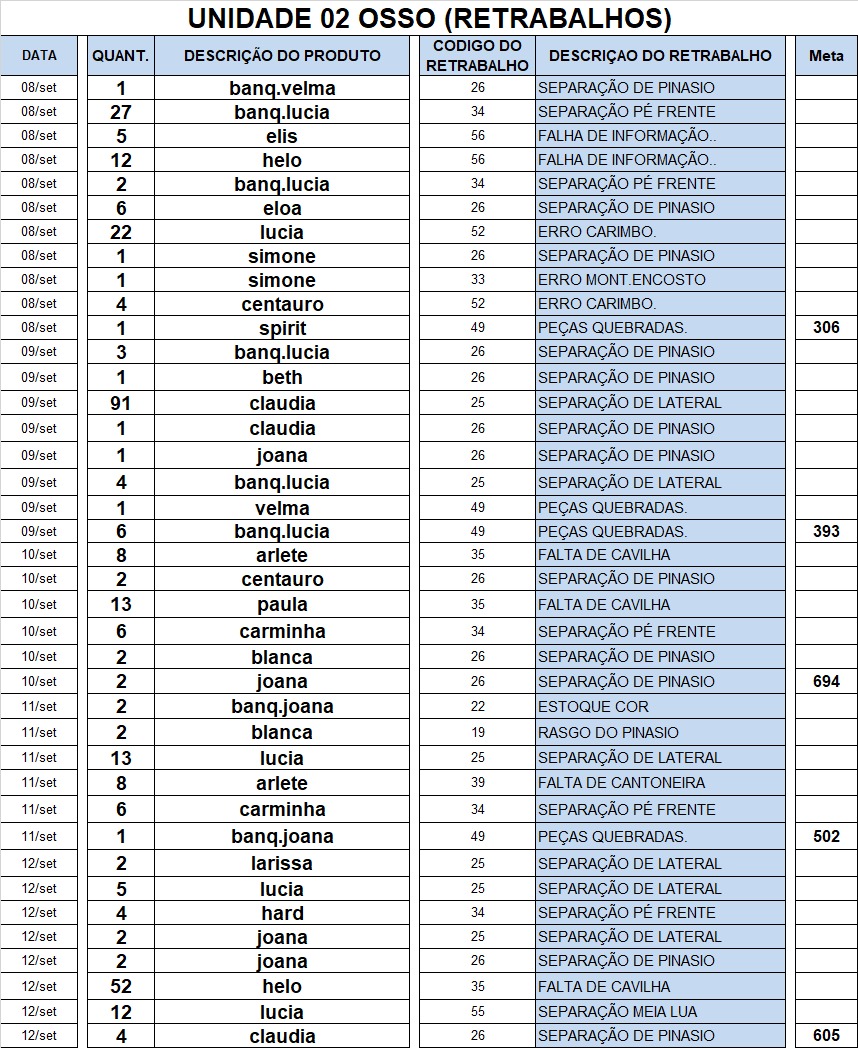 UNIDADE 02 OSSO (RETRABALHOS)
DATA QUANT. DESCRIÇÃO DO PRODUTO CODIGO DO RETRABALHO DESCRIÇAO DO RETRABALHO Meta
08/set 1 banq.velma 26 SEPARAÇÃO DE PINASIO
08/set 27 banq.lucia 34 SEPARAÇÃO PÉ FRENTE
08/set 5 elis 56 FALHA DE INFORMAÇÃO..
08/set 12 helo 56 FALHA DE INFORMAÇÃO..
08/set 2 banq.lucia 34 SEPARAÇÃO PÉ FRENTE
08/set 6 eloa 26 SEPARAÇÃO DE PINASIO
08/set 22 lucia 52 ERRO CARIMBO.
08/set 1 simone 26 SEPARAÇÃO DE PINASIO
08/set 1 simone 33 ERRO MONT.ENCOSTO
08/set 4 centauro 52 ERRO CARIMBO.
08/set 1 spirit 49 PEÇAS QUEBRADAS. 306
09/set 3 banq.lucia 26 SEPARAÇÃO DE PINASIO
09/set 1 beth 26 SEPARAÇÃO DE PINASIO
09/set 91 claudia 25 SEPARAÇÃO DE LATERAL
09/set 1 claudia 26 SEPARAÇÃO DE PINASIO
09/set 1 joana 26 SEPARAÇÃO DE PINASIO
09/set 4 banq.lucia 25 SEPARAÇÃO DE LATERAL
09/set 1 velma 49 PEÇAS QUEBRADAS.
09/set 6 banq.lucia 49 PEÇAS QUEBRADAS. 393
10/set 8 arlete 35 FALTA DE CAVILHA
10/set 2 centauro 26 SEPARAÇÃO DE PINASIO
10/set 13 paula 35 FALTA DE CAVILHA
10/set 6 carminha 34 SEPARAÇÃO PÉ FRENTE
10/set 2 blanca 26 SEPARAÇÃO DE PINASIO
10/set 2 joana 26 SEPARAÇÃO DE PINASIO 694
11/set 2 banq.joana 22 ESTOQUE COR
11/set 2 blanca 19 RASGO DO PINASIO
11/set 13 lucia 25 SEPARAÇÃO DE LATERAL
11/set 8 arlete 39 FALTA DE CANTONEIRA
11/set 6 carminha 34 SEPARAÇÃO PÉ FRENTE
11/set 1 banq.joana 49 PEÇAS QUEBRADAS. 502
12/set 2 larissa 25 SEPARAÇÃO DE LATERAL
12/set 5 lucia 25 SEPARAÇÃO DE LATERAL
12/set 4 hard 34 SEPARAÇÃO PÉ FRENTE
12/set 2 joana 25 SEPARAÇÃO DE LATERAL
12/set 2 joana 26 SEPARAÇÃO DE PINASIO
12/set 52 helo 35 FALTA DE CAVILHA
12/set 12 lucia 55 SEPARAÇÃO MEIA LUA
12/set 4 claudia 26 SEPARAÇÃO DE PINASIO 605